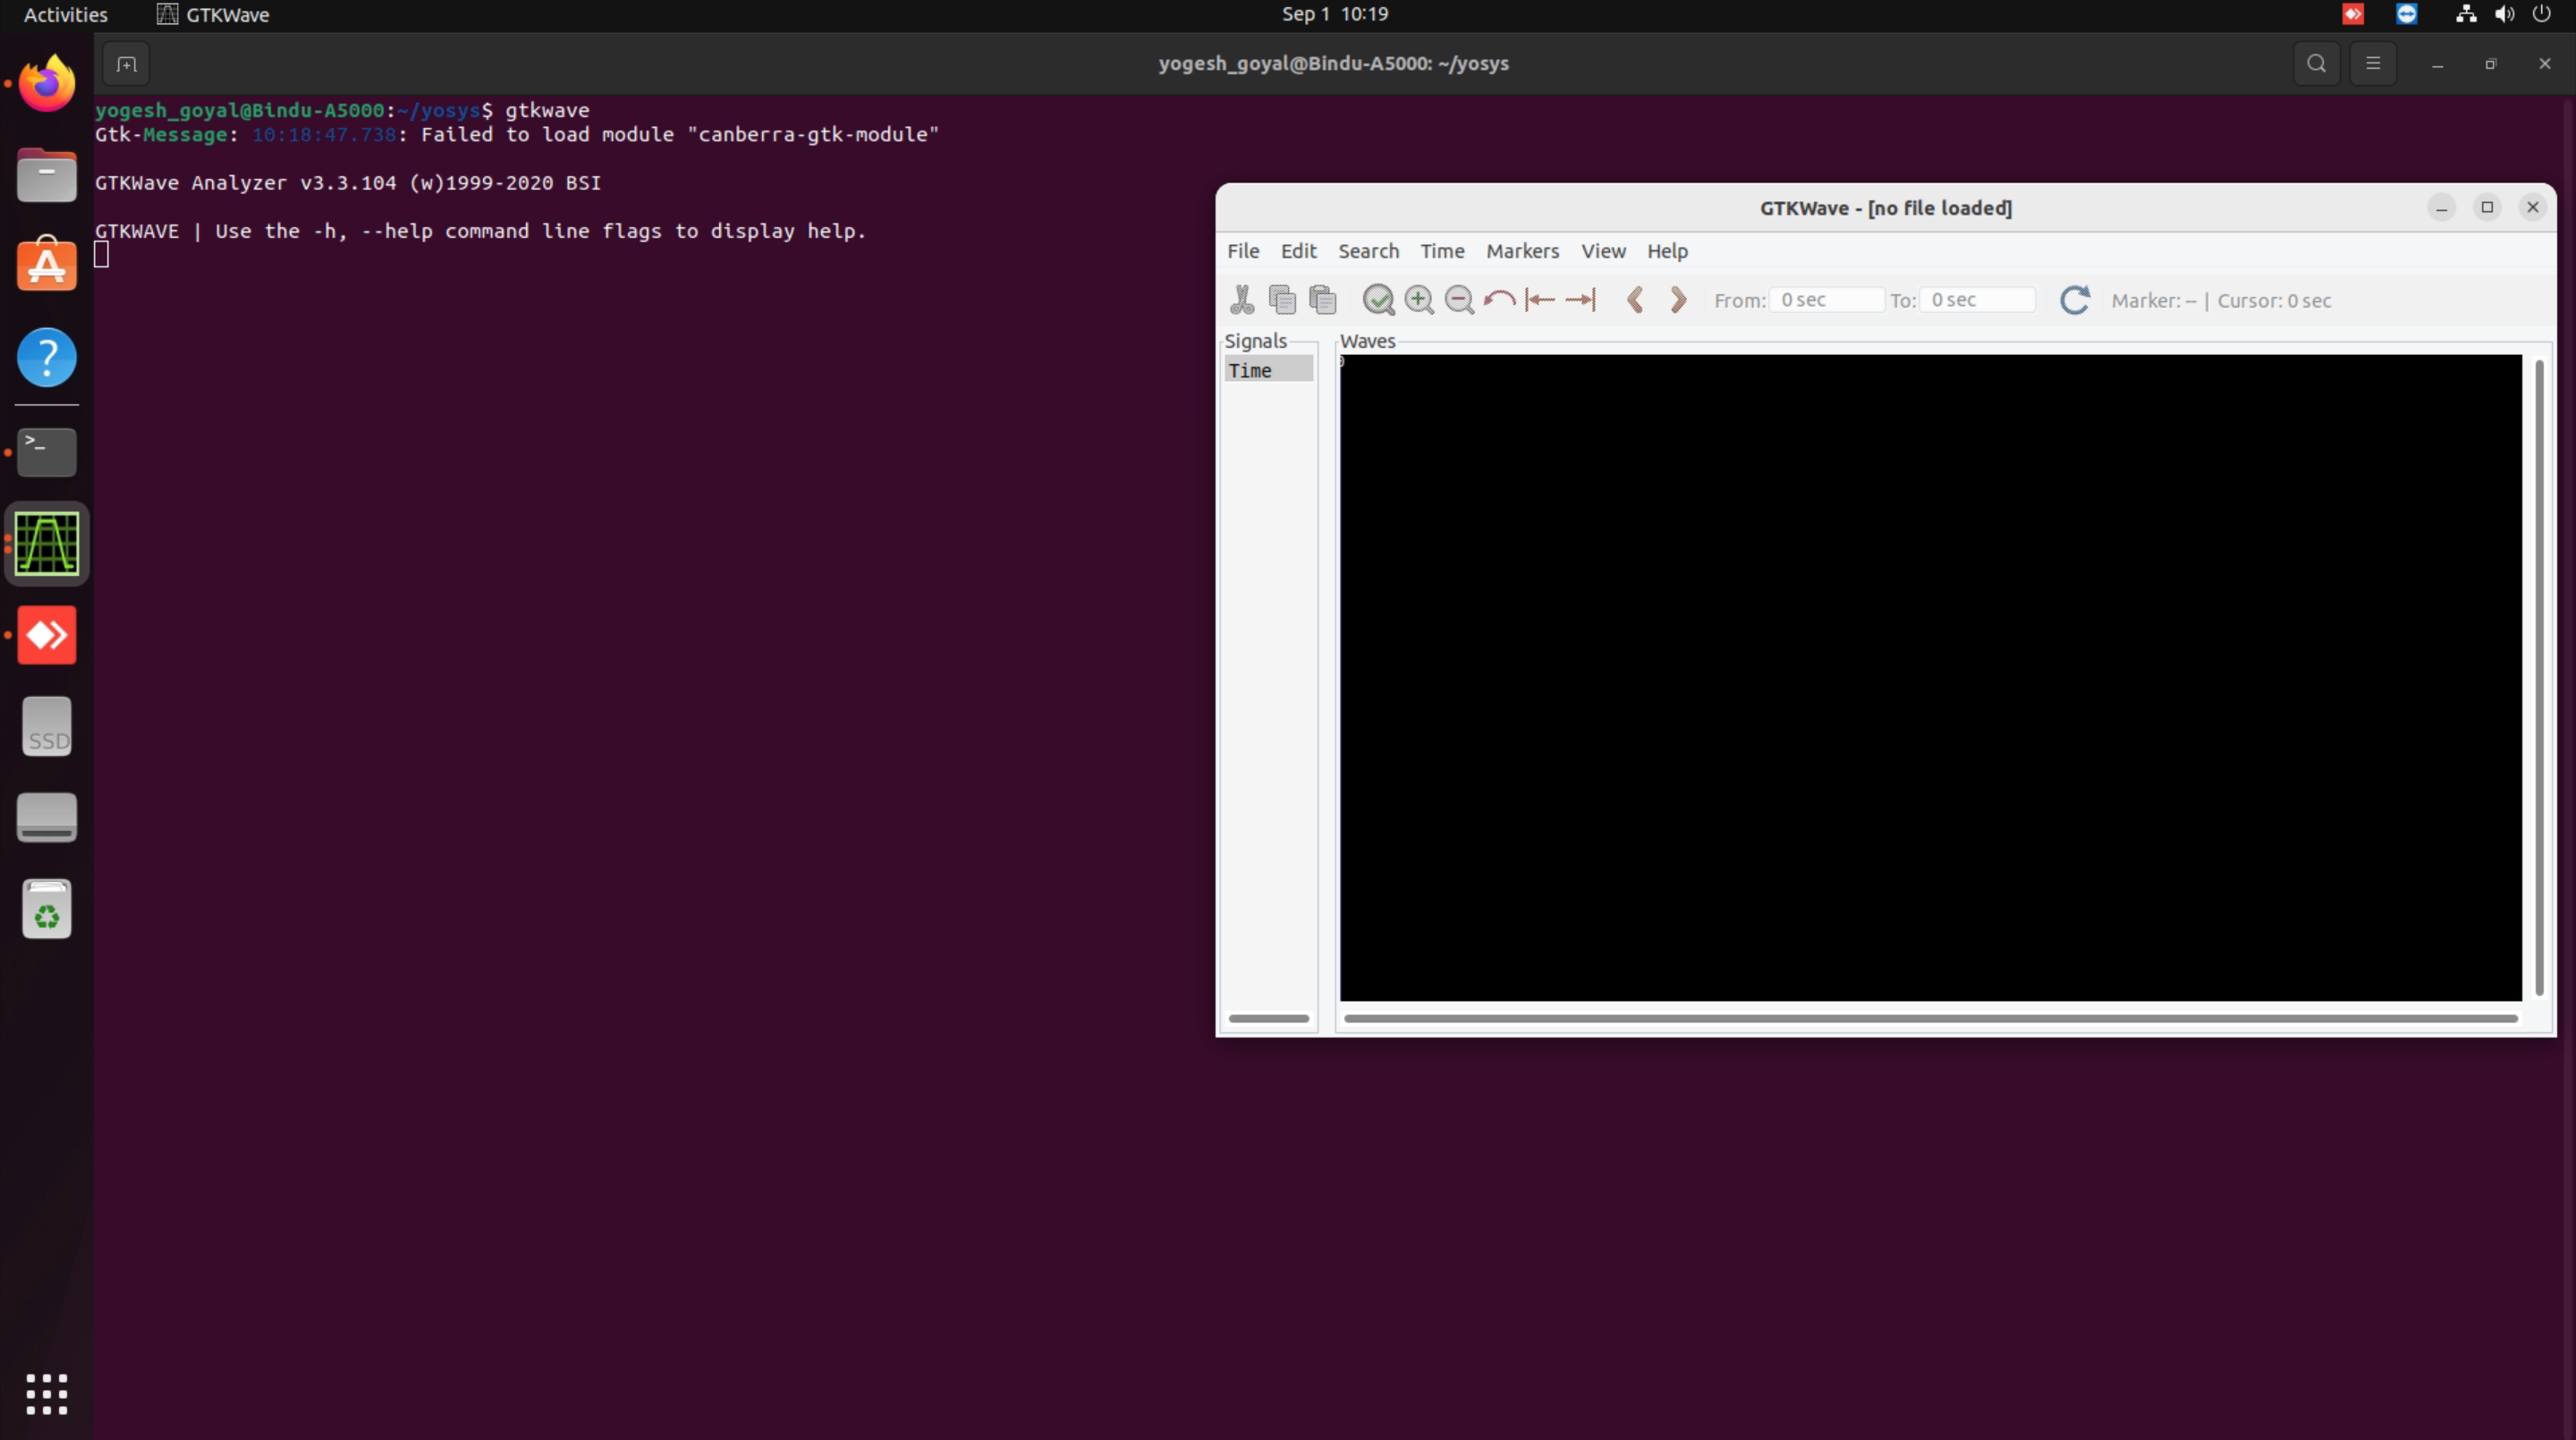 Activities GTKWave Sep 1 10:19
yogesh_goyal@Bindu-A5000: ~/yosys
yogesh_goyal@Bindu-A5000:~/yosys$ gtkwave
Gtk-Message: 10:18:47.738: Failed to load module "canberra-gtk-module"
GTKWave Analyzer v3.3.104 (w)1999-2020 BSI
GTKWAVE | Use the -h, --help command line flags to display help.
GTKWave - [no file loaded]
File Edit Search Time Markers View Help
From: 0 sec To: 0 sec Marker: -- | Cursor: 0 sec
Signals Waves
Time
0
>_
SSD